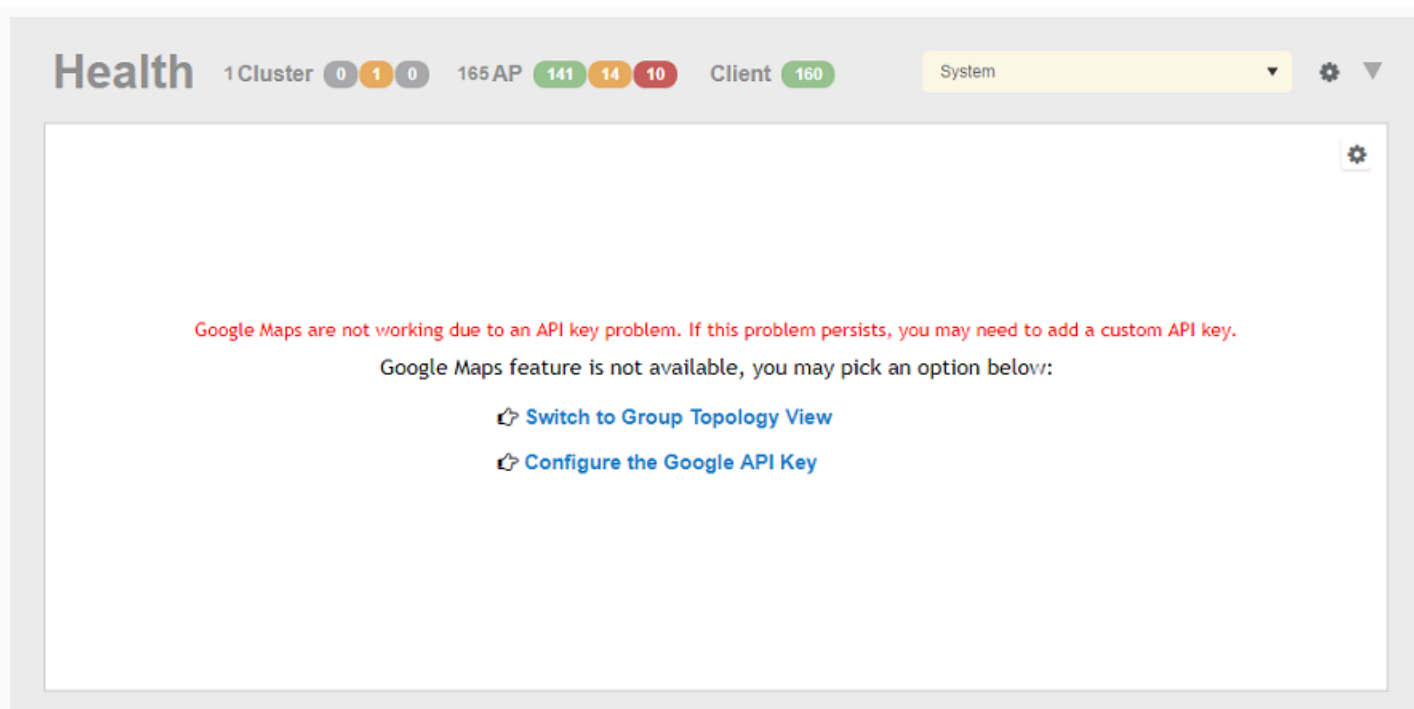 Health 1 Cluster 0 1 0 165 AP 141 14 10 Client 160 System
Google Maps are not working due to an API key problem. If this problem persists, you may need to add a custom API key.
Google Maps feature is not available, you may pick an option below:
Switch to Group Topology View
Configure the Google API Key